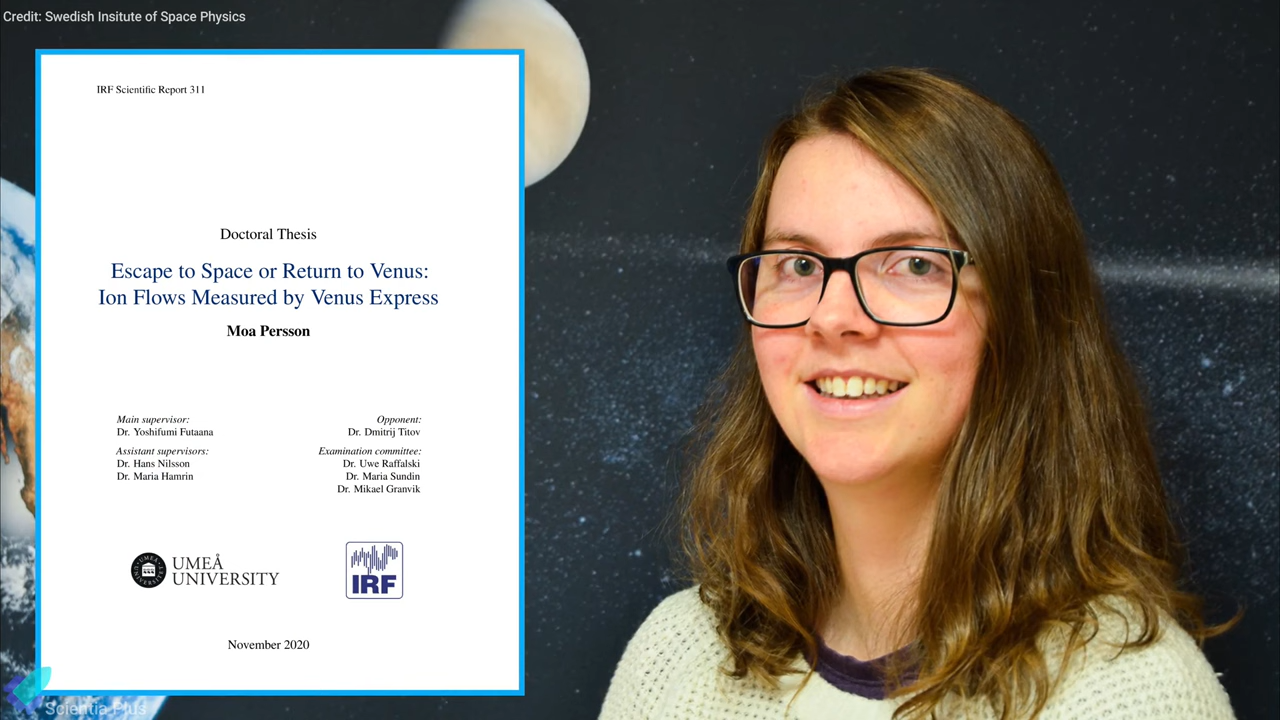 Credit: Swedish Insitute of Space Physics
IRF Scientific Report 311
Doctoral Thesis
Escape to Space or Return to Venus:
Ion Flows Measured by Venus Express
Moa Persson
Main supervisor:
Dr. Yoshifumi Futaana
Assistant supervisors:
Dr. Hans Nilsson
Dr. Maria Hamrin
Opponent:
Dr. Dmitrij Titov
Examination committee:
Dr. Uwe Raffalski
Dr. Maria Sundin
Dr. Mikael Granvik
UMEÅ
UNIVERSITY
IRF
November 2020
Scientia Plus